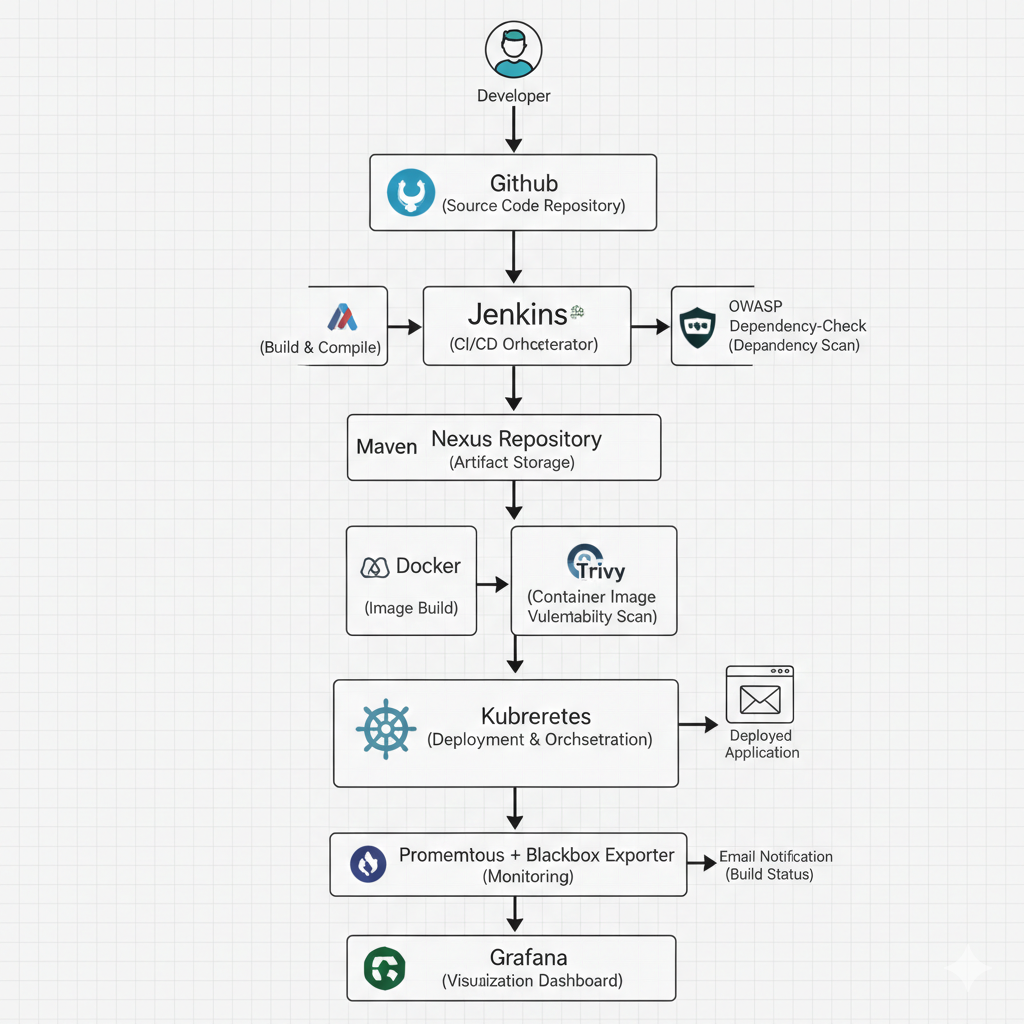 Developer
Github
(Source Code Repository)
(Build & Compile)
Jenkins
(CI/CD Orhceterator)
OWASP
Dependency-Check
(Depandency Scan)
Maven
Nexus Repository
(Artifact Storage)
Docker
(Image Build)
Trivy
(Container Image
Vulemabilty Scan)
Kubreretes
(Deployment & Orchsetration)
Deployed
Application
Promemtous + Blackbox Exporter
(Monitoring)
Email Notification
(Build Status)
Grafana
Dashboard)